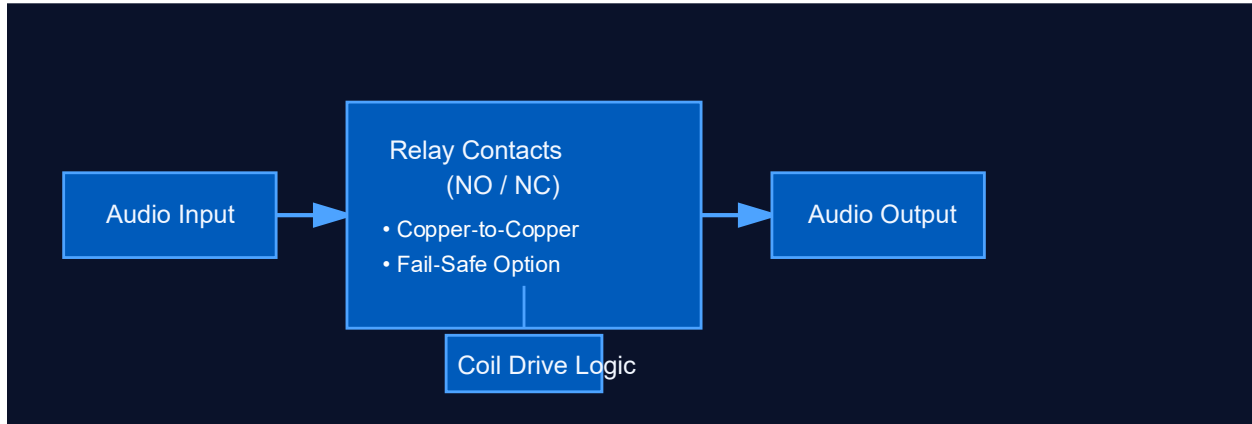 Audio Input
Relay Contacts
(NO / NC)
• Copper-to-Copper
• Fail-Safe Option
Audio Output
Coil Drive Logic